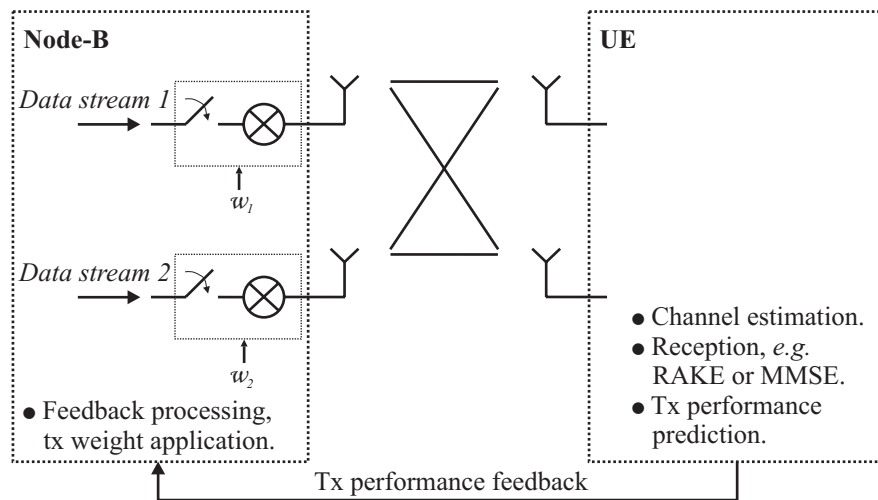 Node-B
UE
Data stream 1
w1
Data stream 2
w2
● Channel estimation.
● Reception, e.g.
RAKE or MMSE.
● Tx performance
prediction.
● Feedback processing,
tx weight application.
Tx performance feedback